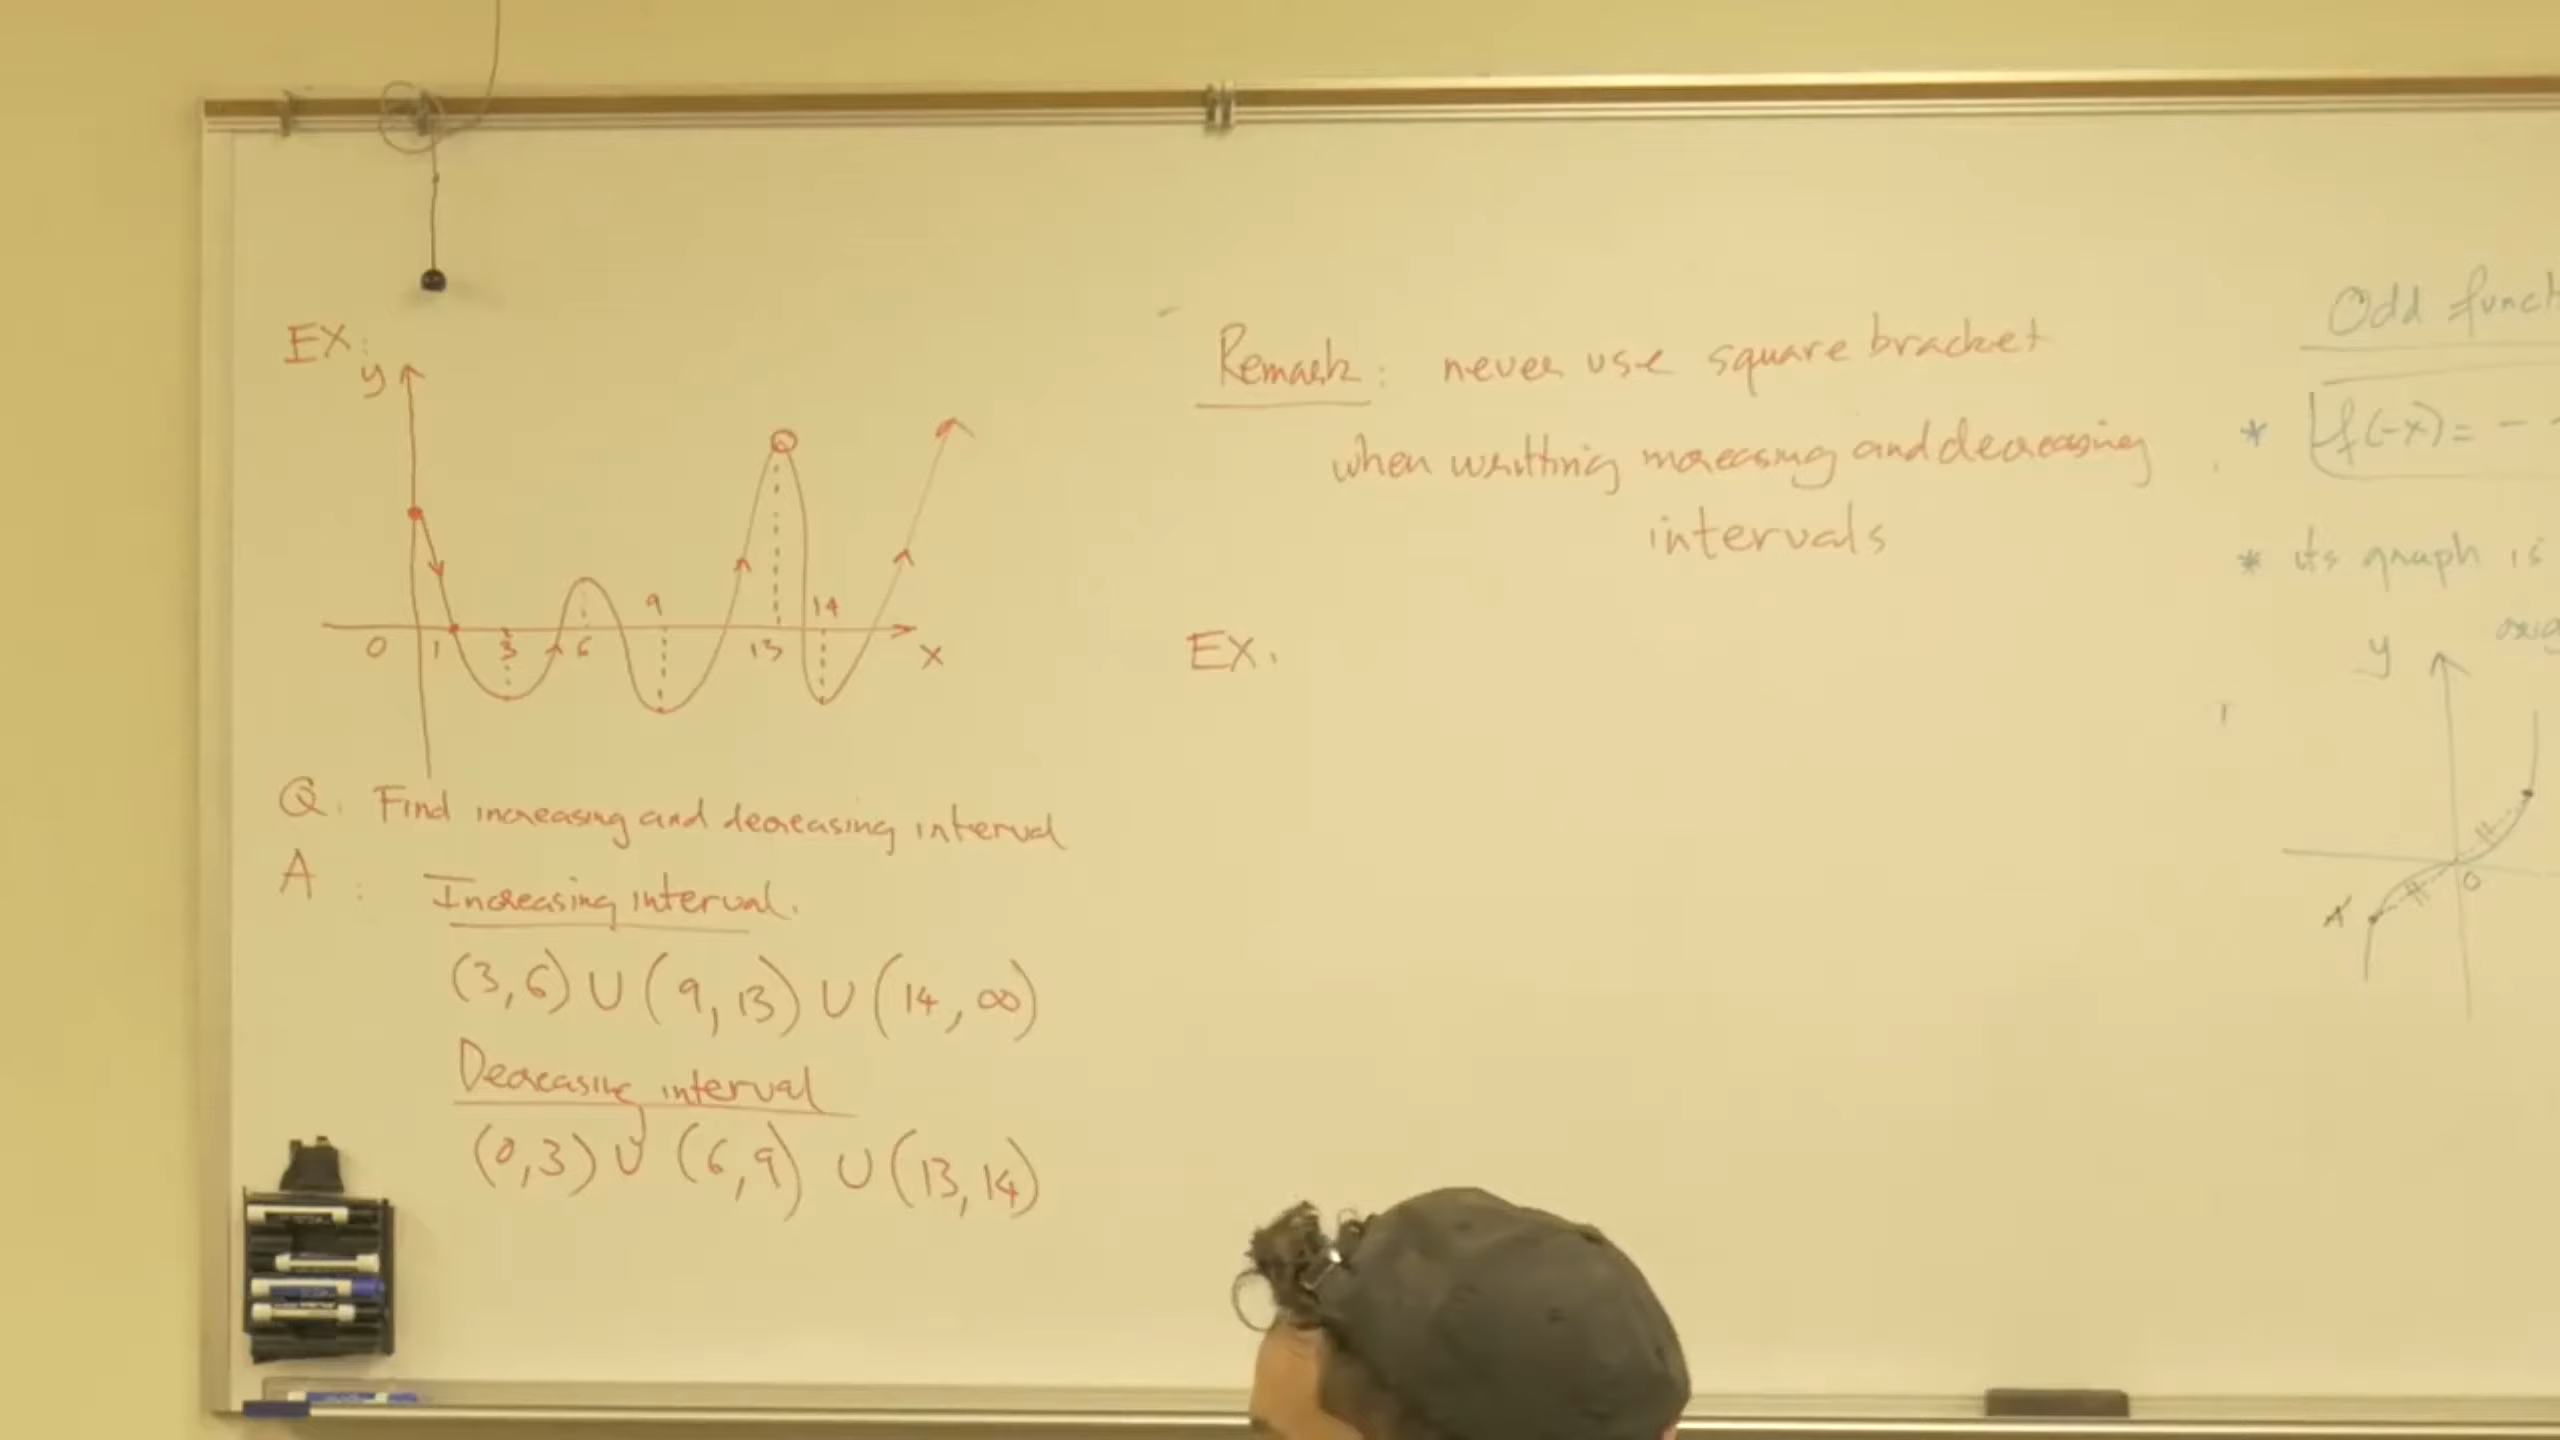 EX:
y
9
14
0 1 3 6 13 x
Q. Find increasing and decreasing interval
A : Increasing interval.
(3,6) ∪ (9,13) ∪ (14,∞)
Decreasing interval
(0,3) ∪ (6,9) ∪ (13,14)
Remark: never use square bracket
when writting increasing and decreasing
intervals
EX.
Odd funct
* f(-x) = - -
* its graph is
orig
y
0
A'